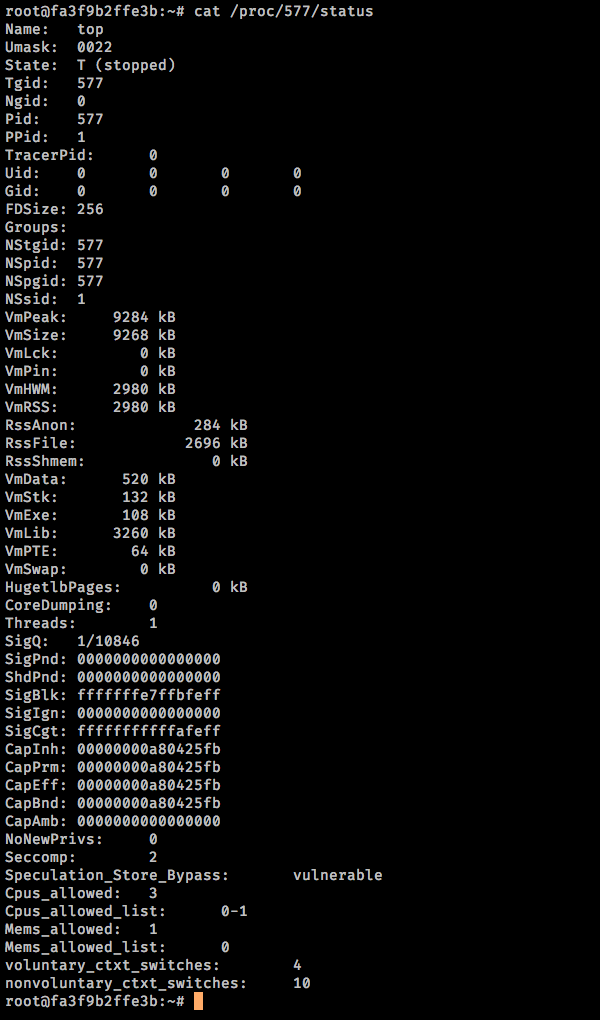 root@fa3f9b2ffe3b:~# cat /proc/577/status
Name:   top
Umask:  0022
State:  T (stopped)
Tgid:   577
Ngid:   0
Pid:    577
PPid:   1
TracerPid:      0
Uid:    0       0       0       0
Gid:    0       0       0       0
FDSize: 256
Groups:
NStgid: 577
NSpid:  577
NSpgid: 577
NSsid:  1
VmPeak:     9284 kB
VmSize:     9268 kB
VmLck:         0 kB
VmPin:         0 kB
VmHWM:      2980 kB
VmRSS:      2980 kB
RssAnon:             284 kB
RssFile:            2696 kB
RssShmem:              0 kB
VmData:      520 kB
VmStk:       132 kB
VmExe:       108 kB
VmLib:      3260 kB
VmPTE:        64 kB
VmSwap:        0 kB
HugetlbPages:          0 kB
CoreDumping:    0
Threads:        1
SigQ:   1/10846
SigPnd: 0000000000000000
ShdPnd: 0000000000000000
SigBlk: fffffffe7ffbfeff
SigIgn: 0000000000000000
SigCgt: fffffffffffafeff
CapInh: 00000000a80425fb
CapPrm: 00000000a80425fb
CapEff: 00000000a80425fb
CapBnd: 00000000a80425fb
CapAmb: 0000000000000000
NoNewPrivs:     0
Seccomp:        2
Speculation_Store_Bypass:       vulnerable
Cpus_allowed:   3
Cpus_allowed_list:      0-1
Mems_allowed:   1
Mems_allowed_list:      0
voluntary_ctxt_switches:        4
nonvoluntary_ctxt_switches:     10
root@fa3f9b2ffe3b:~#